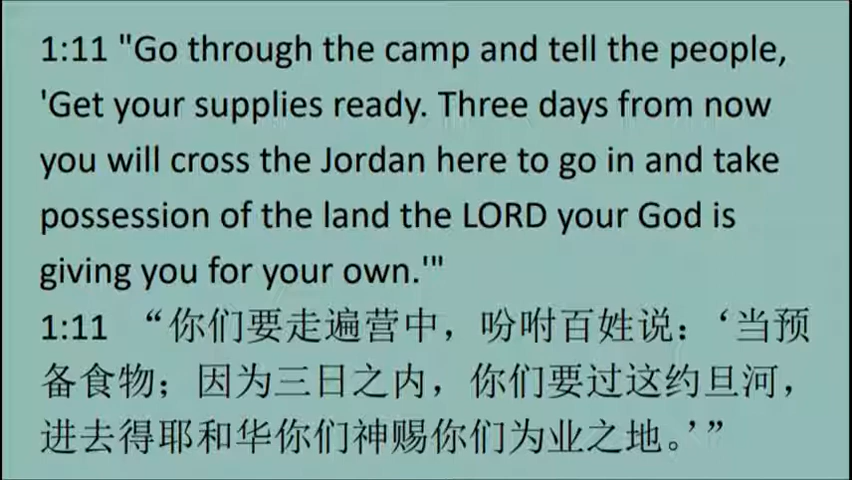 1:11 "Go through the camp and tell the people,
'Get your supplies ready. Three days from now
you will cross the Jordan here to go in and take
possession of the land the LORD your God is
giving you for your own.'"
1:11 “你们要走遍营中，吩咐百姓说：‘当预
备食物；因为三日之内，你们要过这约旦河，
进去得耶和华你们神赐你们为业之地。’”